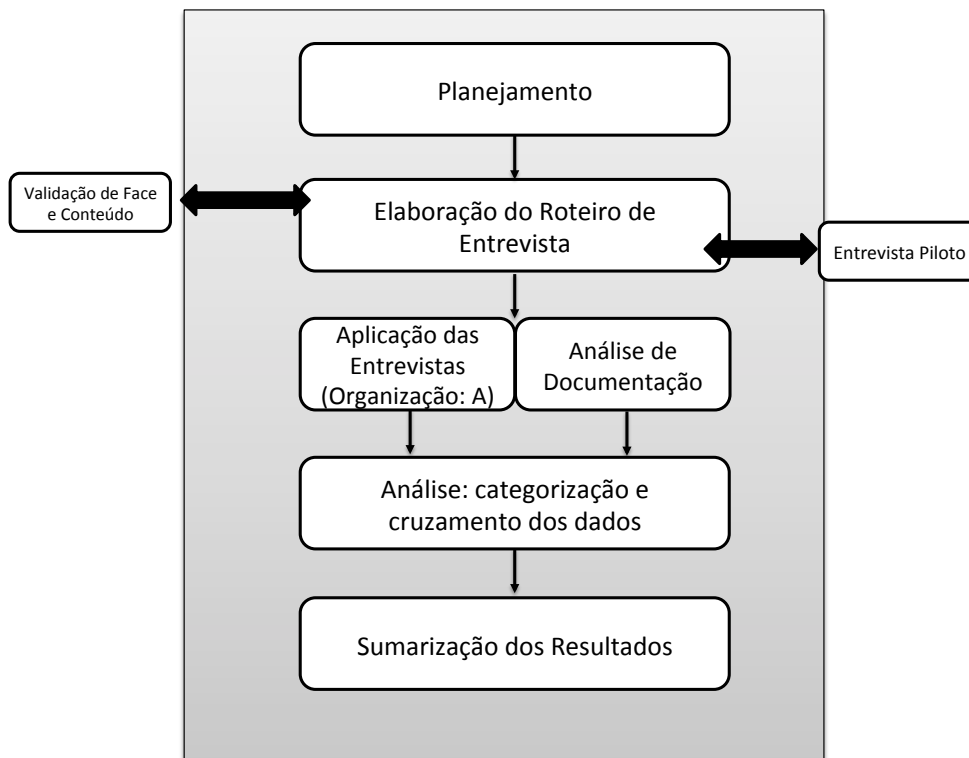 Planejamento
Validação de Face
e Conteúdo
Elaboração do Roteiro de
Entrevista
Entrevista Piloto
Aplicação das
Entrevistas
(Organização: A)
Análise de
Documentação
Análise: categorização e
cruzamento dos dados
Sumarização dos Resultados